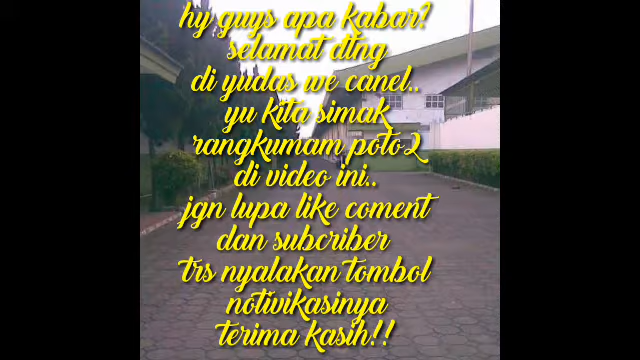 hy guys apa kabar?
selamat dtng
di yudas we canel..
yu kita simak
rangkumam poto2
di video ini..
jgn lupa like coment
dan subcriber
trs nyalakan tombol
notivikasinya
terima kasih!!